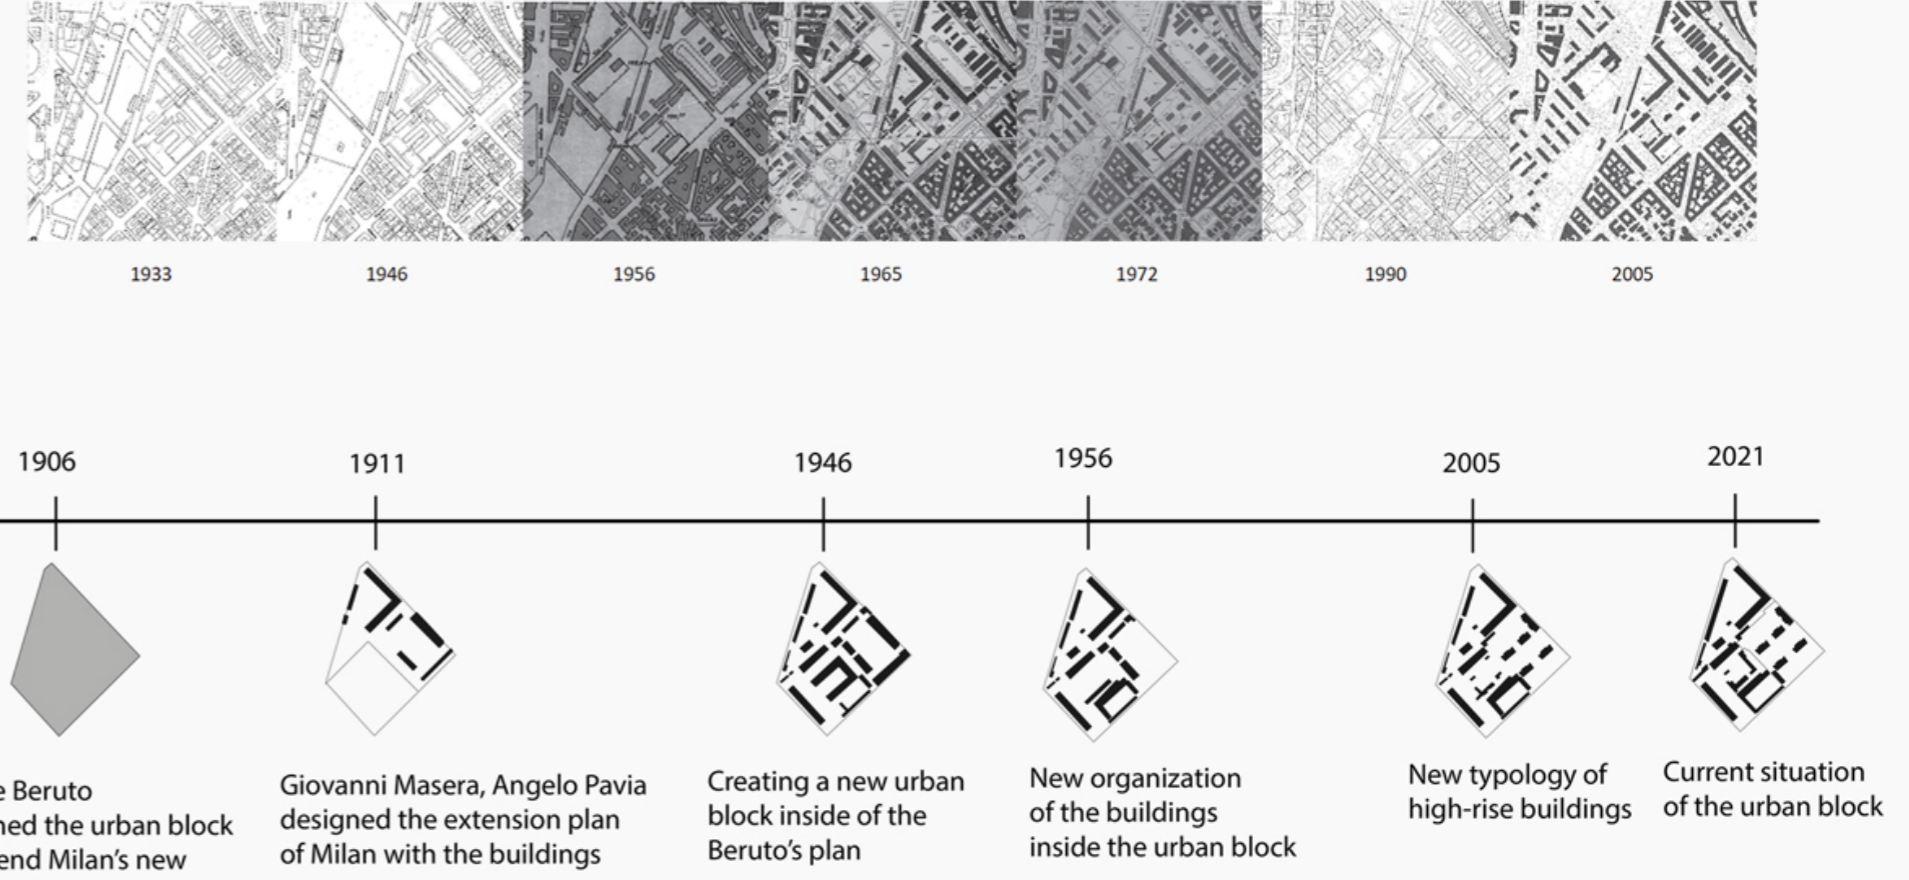 1933
1946
1956
1965
1972
1990
2005
1906
1911
1946
1956
2005
2021
e Beruto
ned the urban block
end Milan's new
Giovanni Masera, Angelo Pavia
designed the extension plan
of Milan with the buildings
Creating a new urban
block inside of the
Beruto's plan
New organization
of the buildings
inside the urban block
New typology of
high-rise buildings
Current situation
of the urban block